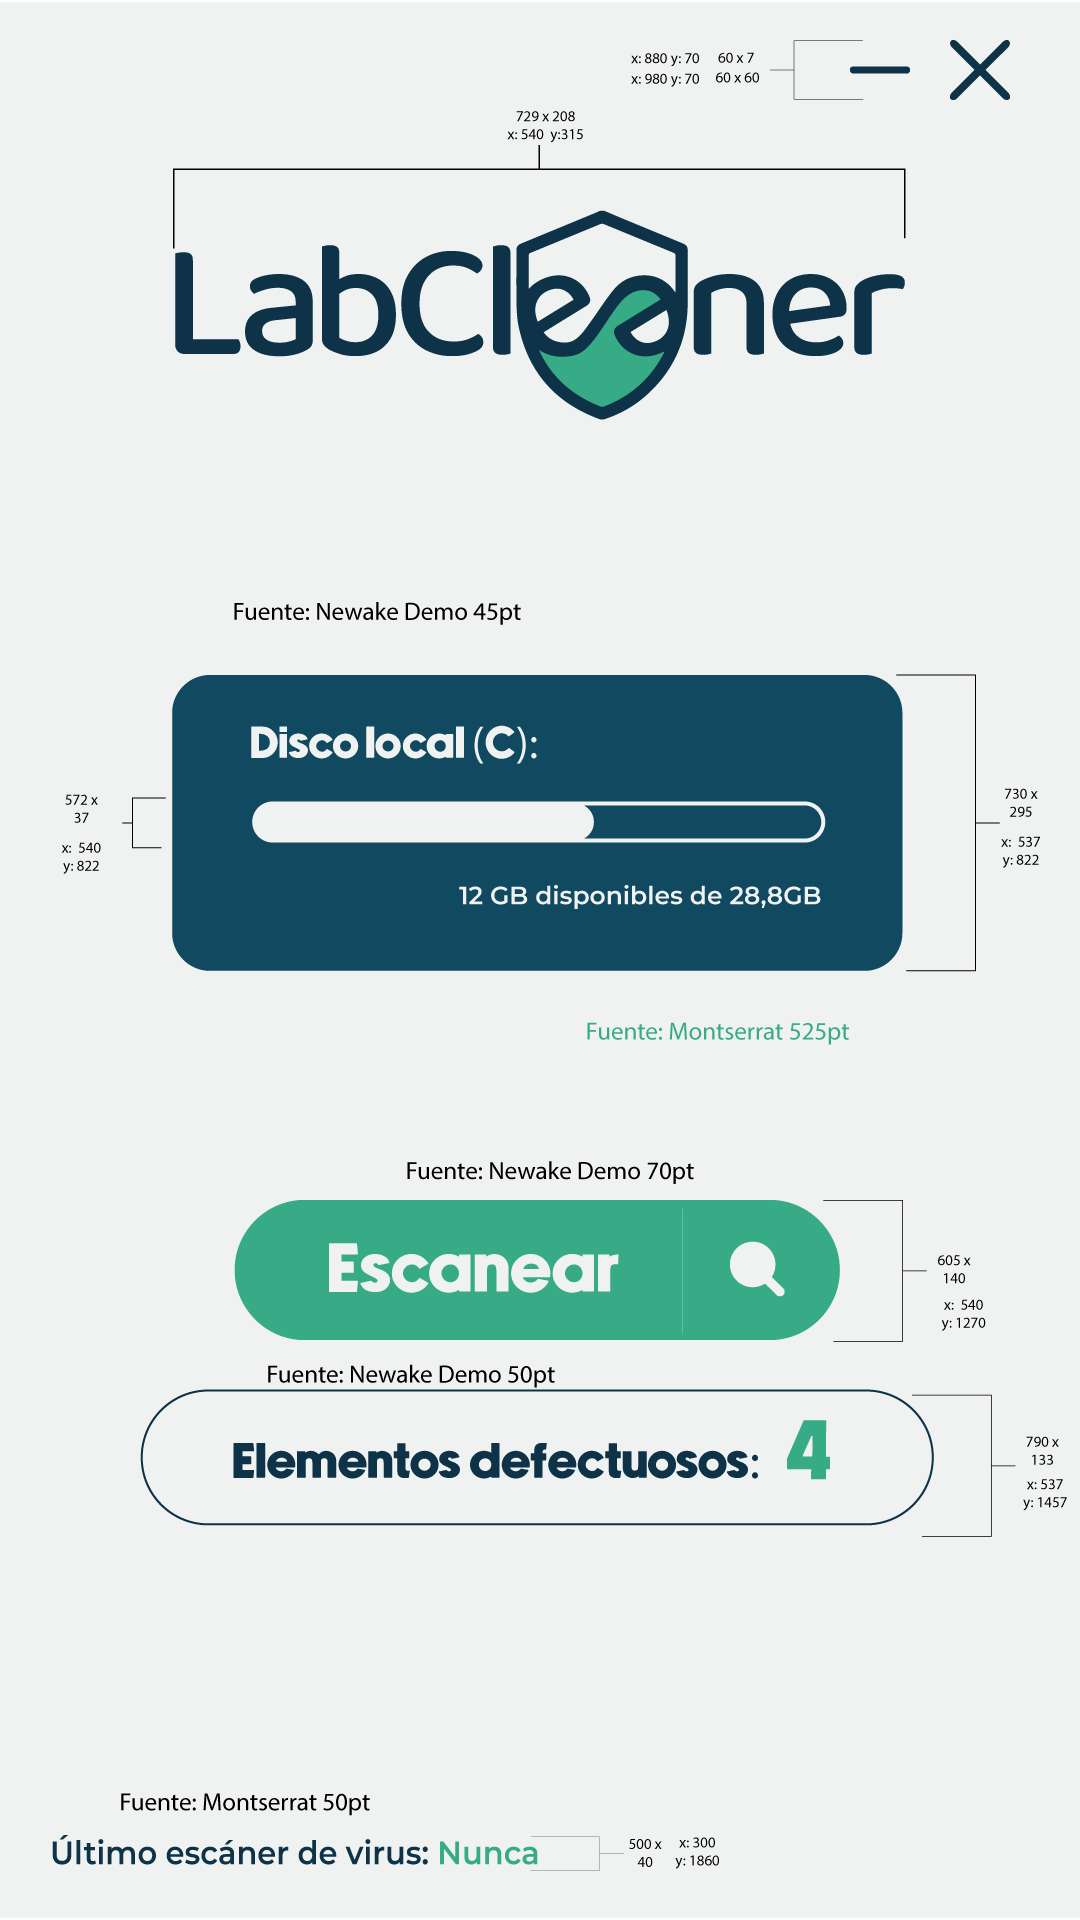 x: 880 y: 70 60 x 7
x: 980 y: 70 60 x 60
729 x 208
x: 540 y:315
LabCleaner
Fuente: Newake Demo 45pt
Disco local (C):
572 x
37
x: 540
y: 822
730 x
295
x: 537
y: 822
12 GB disponibles de 28,8GB
Fuente: Montserrat 525pt
Fuente: Newake Demo 70pt
Escanear
605 x
140
x: 540
y: 1270
Fuente: Newake Demo 50pt
Elementos defectuosos: 4
790 x
133
x: 537
y: 1457
Fuente: Montserrat 50pt
Último escáner de virus: Nunca
500 x
40
x: 300
y: 1860